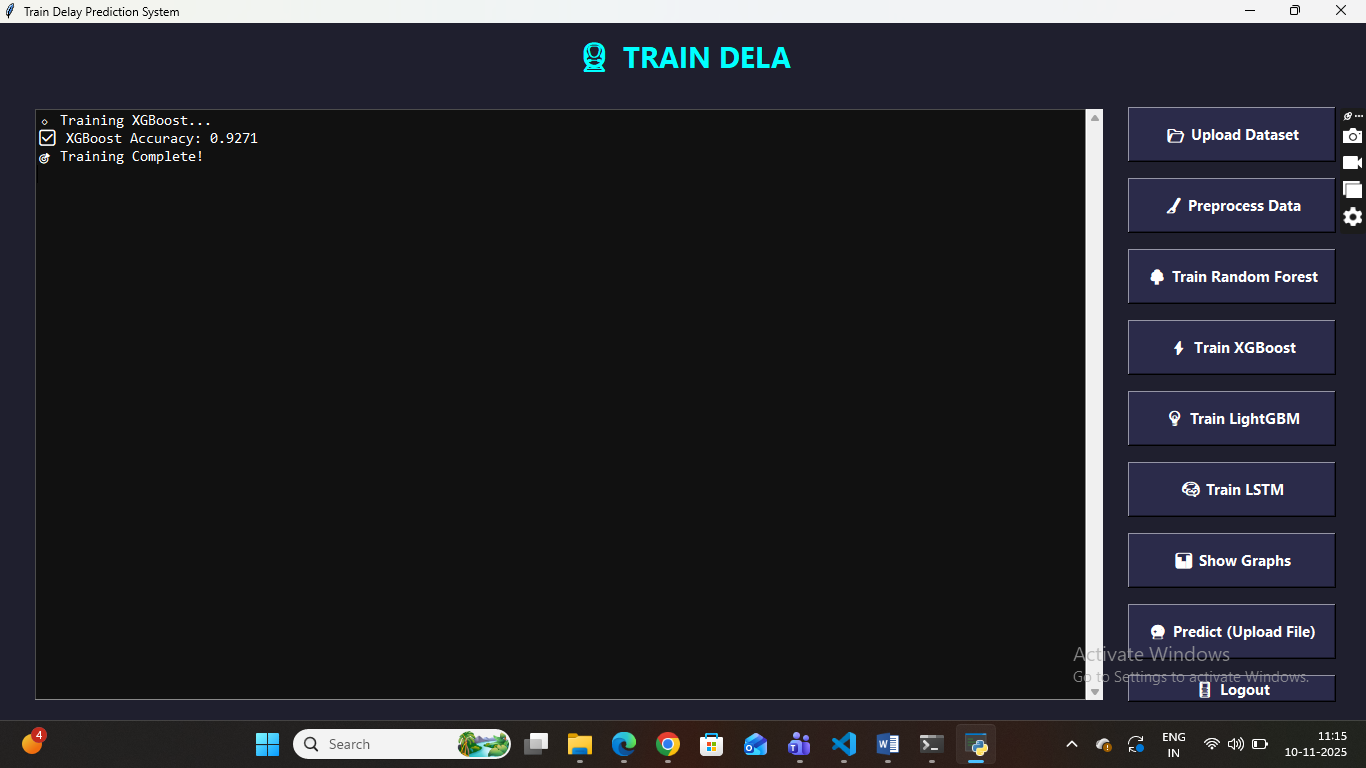 Train Delay Prediction System
TRAIN DELA
Training XGBoost...
XGBoost Accuracy: 0.9271
Training Complete!
Upload Dataset
Preprocess Data
Train Random Forest
Train XGBoost
Train LightGBM
Train LSTM
Show Graphs
Predict (Upload File)
Activate Windows
Go to Settings to activate Windows.
Logout
4
Search
ENG
IN
11:15
10-11-2025